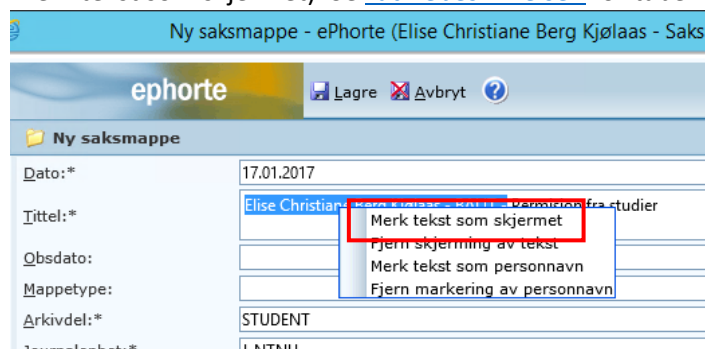 Ny saksmappe - ePhorte (Elise Christiane Berg Kjølaas - Saks
ephorte Lagre Avbryt ?
Ny saksmappe
Dato:* 17.01.2017
Tittel:* Elise Christiane Berg Kjølaas - Permisjon fra studier
Merk tekst som skjermet
Fjern skjerming av tekst
Obsdato: Merk tekst som personnavn
Mappetype: Fjern markering av personnavn
Arkivdel:* STUDENT